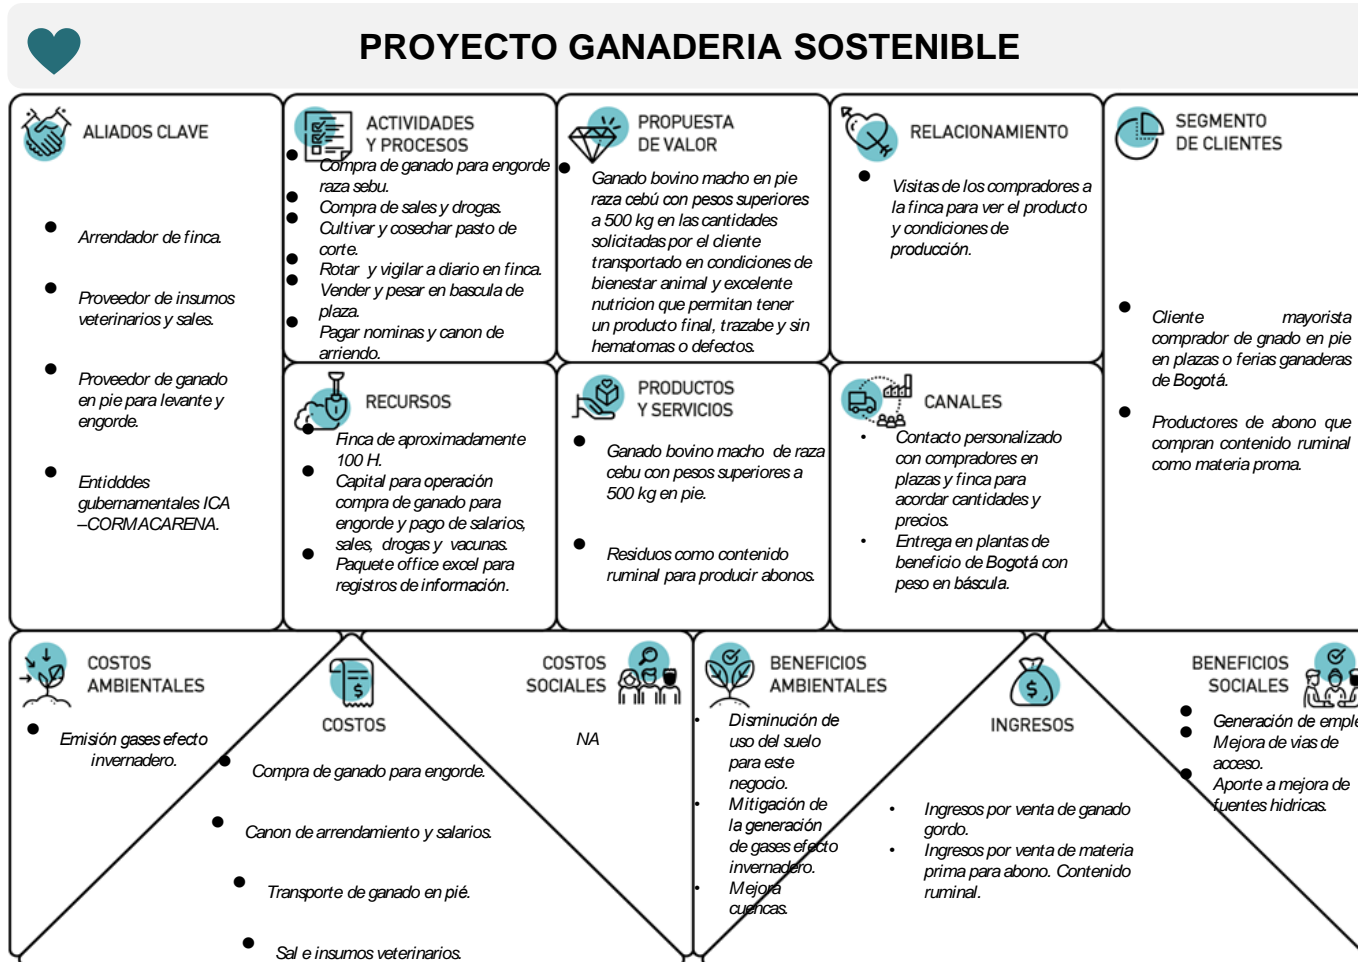 PROYECTO GANADERIA SOSTENIBLE
ALIADOS CLAVE
Arrendador de finca.
Proveedor de insumos
veterinarios y sales.
Proveedor de ganado
en pie para levante y
engorde.
Entidddes
gubernamentales ICA
–CORMACARENA.
ACTIVIDADES
Y PROCESOS
Compra de ganado para engorde
raza sebu.
Compra de sales y drogas.
Cultivar y cosechar pasto de
corte.
Rotar y vigilar a diario en finca.
Vender y pesar en bascula de
plaza.
Pagar nominas y canon de
arriendo.
RECURSOS
Finca de aproximadamente
100 H.
Capital para operación
compra de ganado para
engorde y pago de salarios,
sales, drogas y vacunas.
Paquete office excel para
registros de información.
PROPUESTA
DE VALOR
Ganado bovino macho en pie
raza cebú con pesos superiores
a 500 kg en las cantidades
solicitadas por el cliente
transportado en condiciones de
bienestar animal y excelente
nutricion que permitan tener
un producto final, trazabe y sin
hematomas o defectos.
PRODUCTOS
Y SERVICIOS
Ganado bovino macho de raza
cebu con pesos superiores a
500 kg en pie.
Residuos como contenido
ruminal para producir abonos.
RELACIONAMIENTO
Visitas de los compradores a
la finca para ver el producto
y condiciones de
producción.
CANALES
Contacto personalizado
con compradores en
plazas y finca para
acordar cantidades y
precios.
Entrega en plantas de
beneficio de Bogotá con
peso en báscula.
SEGMENTO
DE CLIENTES
Cliente mayorista
comprador de gnado en pie
en plazas o ferias ganaderas
de Bogotá.
Productores de abono que
compran contenido ruminal
como materia proma.
COSTOS
AMBIENTALES
Emisión gases efecto
invernadero.
COSTOS
Compra de ganado para engorde.
Canon de arrendamiento y salarios.
Transporte de ganado en pié.
Sal e insumos veterinarios.
COSTOS
SOCIALES
NA
BENEFICIOS
AMBIENTALES
Disminución de
uso del suelo
para este
negocio.
Mitigación de
la generación
de gases efecto
invernadero.
Mejora
cuencas.
INGRESOS
Ingresos por venta de ganado
gordo.
Ingresos por venta de materia
prima para abono. Contenido
ruminal.
BENEFICIOS
SOCIALES
Generación de emple
Mejora de vias de
acceso.
Aporte a mejora de
fuentes hidricas.